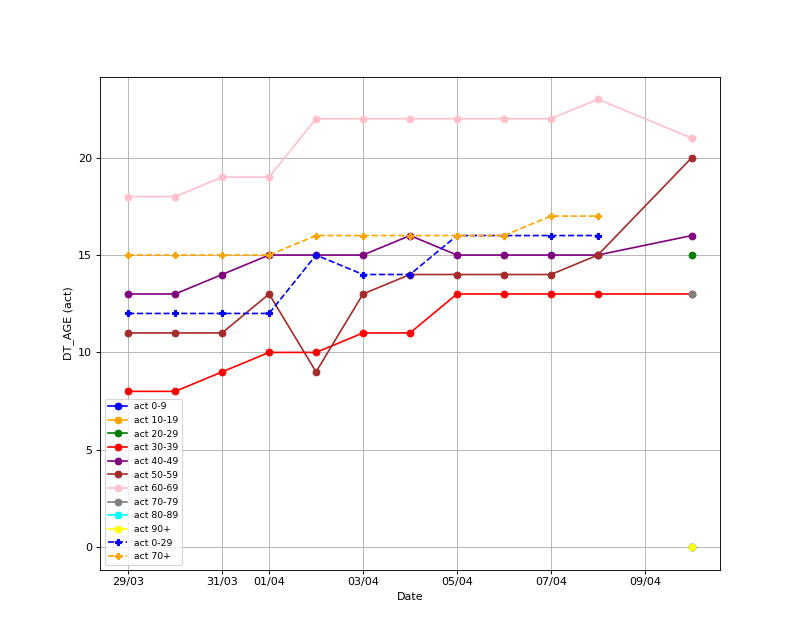 DT_AGE (act)
20
15
10
5
0
act 0-9
act 10-19
act 20-29
act 30-39
act 40-49
act 50-59
act 60-69
act 70-79
act 80-89
act 90+
act 0-29
act 70+
29/03 31/03 01/04 03/04 05/04 07/04 09/04
Date